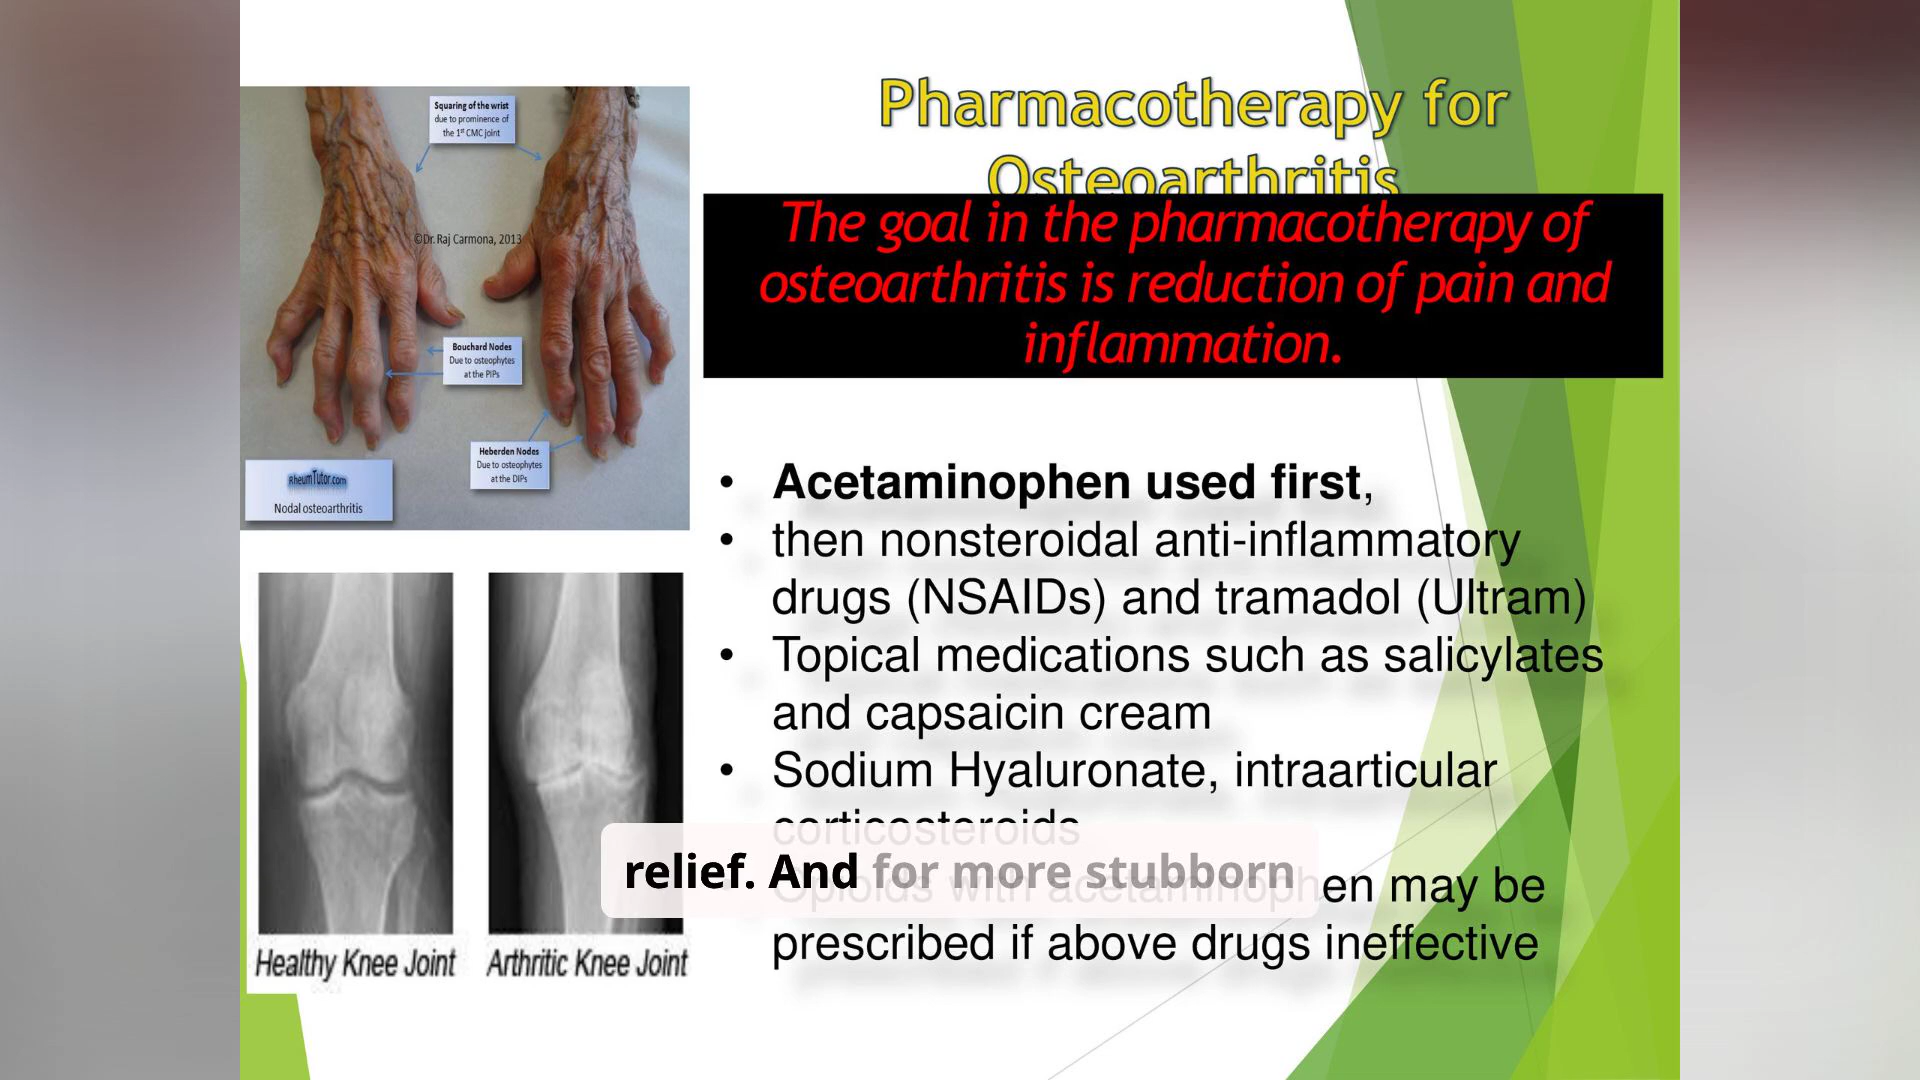 Pharmacotherapy for
Osteoarthritis
The goal in the pharmacotherapy of
osteoarthritis is reduction of pain and
inflammation.
Squaring of the wrist
due to prominence of
the 1st CMC joint
©Dr. Raj Carmona, 2013
Bouchard Nodes
Due to osteophytes
at the PIPs
Heberden Nodes
Due to osteophytes
at the DIPs
RheumTutor.com
Nodal osteoarthritis
Healthy Knee Joint
Arthritic Knee Joint
• Acetaminophen used first,
• then nonsteroidal anti-inflammatory
drugs (NSAIDs) and tramadol (Ultram)
• Topical medications such as salicylates
and capsaicin cream
• Sodium Hyaluronate, intraarticular
corticosteroids
Opioids with acetaminophen may be
prescribed if above drugs ineffective
relief. And for more stubborn